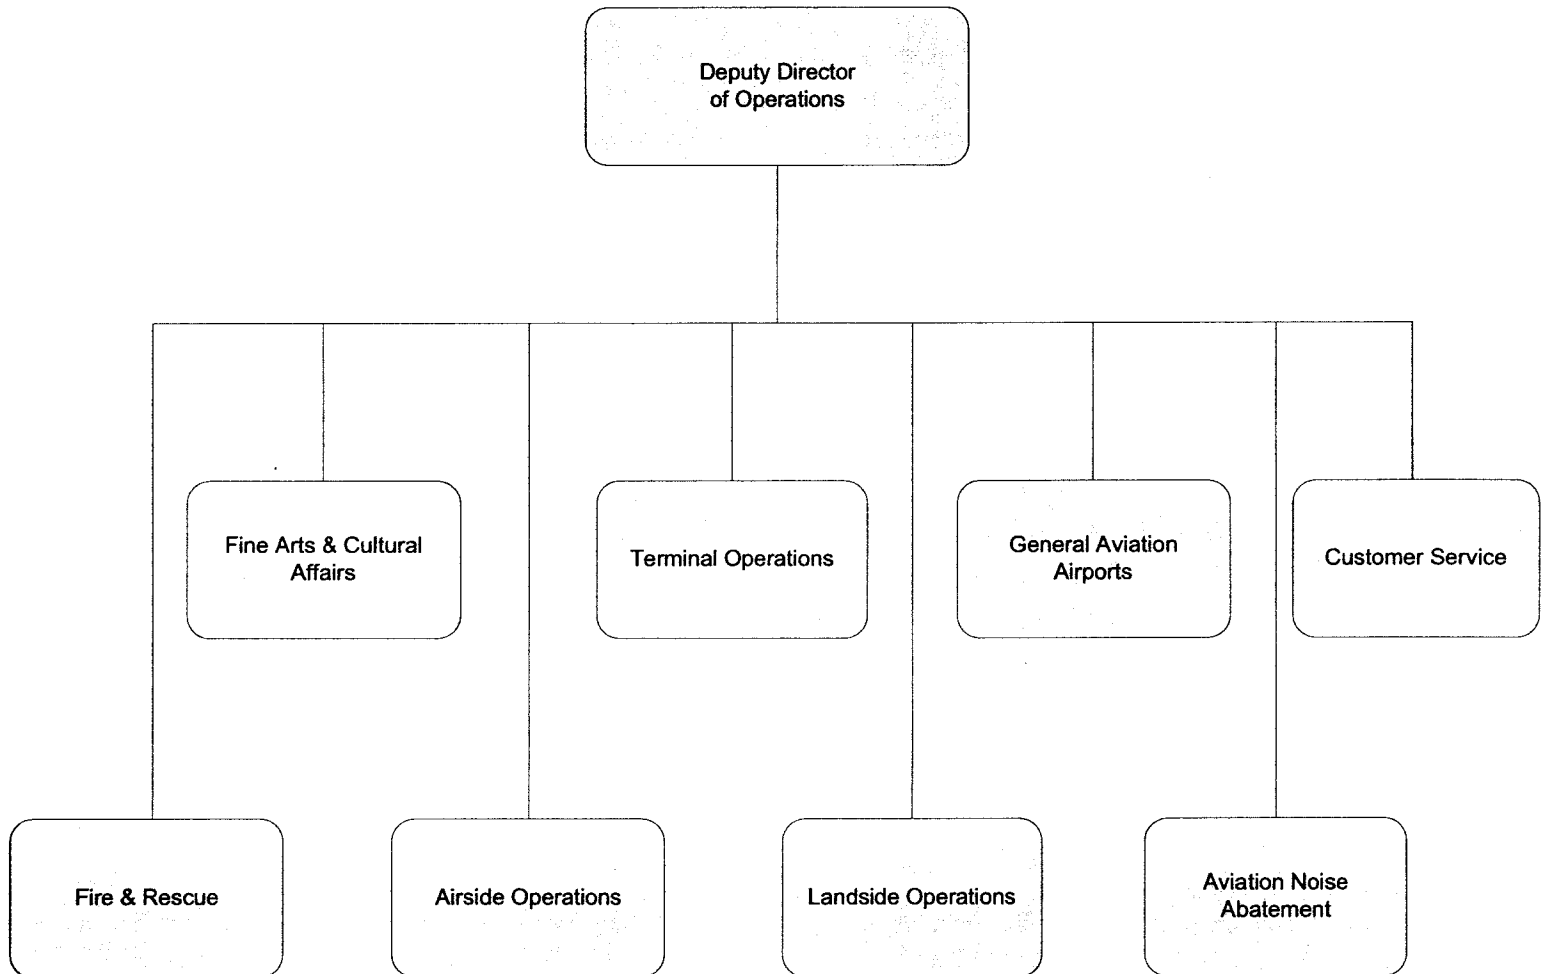 Deputy Director
of Operations
Fine Arts & Cultural
Affairs
Terminal Operations
General Aviation
Airports
Customer Service
Fire & Rescue
Airside Operations
Landside Operations
Aviation Noise
Abatement